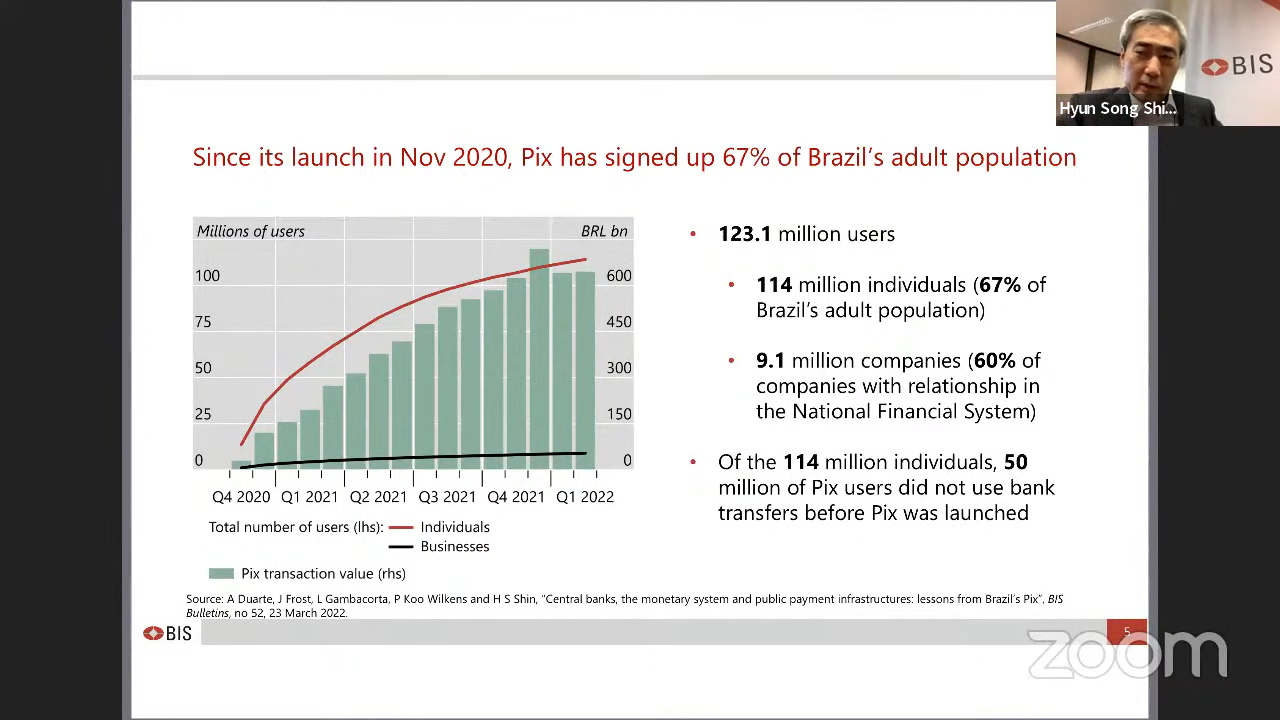 BIS
Hyun Song Shi...
Since its launch in Nov 2020, Pix has signed up 67% of Brazil's adult population
Millions of users
BRL bn
100
75
50
25
0
600
450
300
150
0
Q4 2020 Q1 2021 Q2 2021 Q3 2021 Q4 2021 Q1 2022
Total number of users (lhs): Individuals
Businesses
Pix transaction value (rhs)
• 123.1 million users
• 114 million individuals (67% of
Brazil's adult population)
• 9.1 million companies (60% of
companies with relationship in
the National Financial System)
• Of the 114 million individuals, 50
million of Pix users did not use bank
transfers before Pix was launched
Source: A Duarte, J Frost, L Gambacorta, P Koo Wilkens and H S Shin, "Central banks, the monetary system and public payment infrastructures: lessons from Brazil's Pix", BIS
Bulletins, no 52, 23 March 2022.
BIS
5
zoom